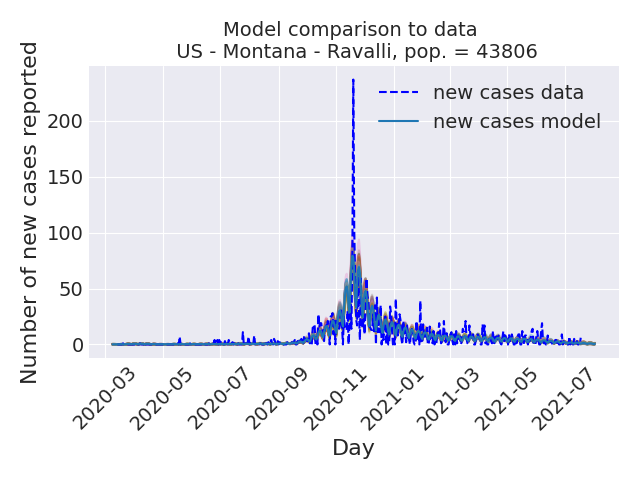 Model comparison to data
US - Montana - Ravalli, pop. = 43806
Number of new cases reported
200
150
100
50
0
new cases data
new cases model
2020-03
2020-05
2020-07
2020-09
2020-11
2021-01
2021-03
2021-05
2021-07
Day